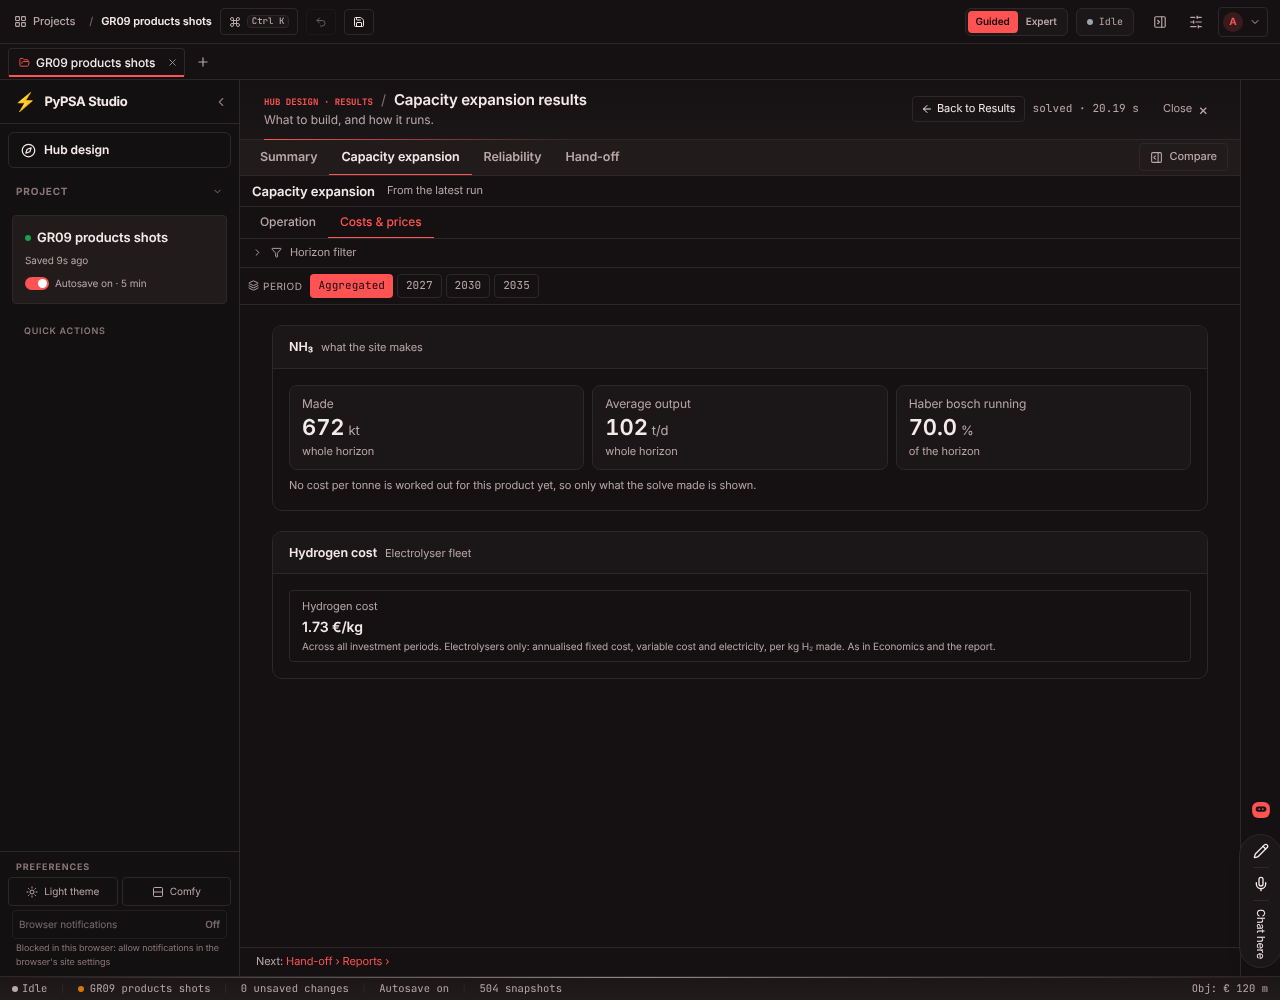 Projects / GR09 products shots Ctrl K Guided Expert Idle A
GR09 products shots
PyPSA Studio
Hub design
PROJECT
GR09 products shots
Saved 9s ago
Autosave on · 5 min
QUICK ACTIONS
HUB DESIGN · RESULTS / Capacity expansion results
What to build, and how it runs.
Back to Results solved · 20.19 s Close
Summary Capacity expansion Reliability Hand-off Compare
Capacity expansion From the latest run
Operation Costs & prices
Horizon filter
PERIOD Aggregated 2027 2030 2035
NH₃ what the site makes
Made
672 kt
whole horizon
Average output
102 t/d
whole horizon
Haber bosch running
70.0 %
of the horizon
No cost per tonne is worked out for this product yet, so only what the solve made is shown.
Hydrogen cost Electrolyser fleet
Hydrogen cost
1.73 €/kg
Across all investment periods. Electrolysers only: annualised fixed cost, variable cost and electricity, per kg H₂ made. As in Economics and the report.
PREFERENCES
Light theme Comfy
Browser notifications Off
Blocked in this browser: allow notifications in the
browser's site settings
Next: Hand-off › Reports ›
Chat here
Idle GR09 products shots 0 unsaved changes Autosave on 504 snapshots Obj: € 120 m